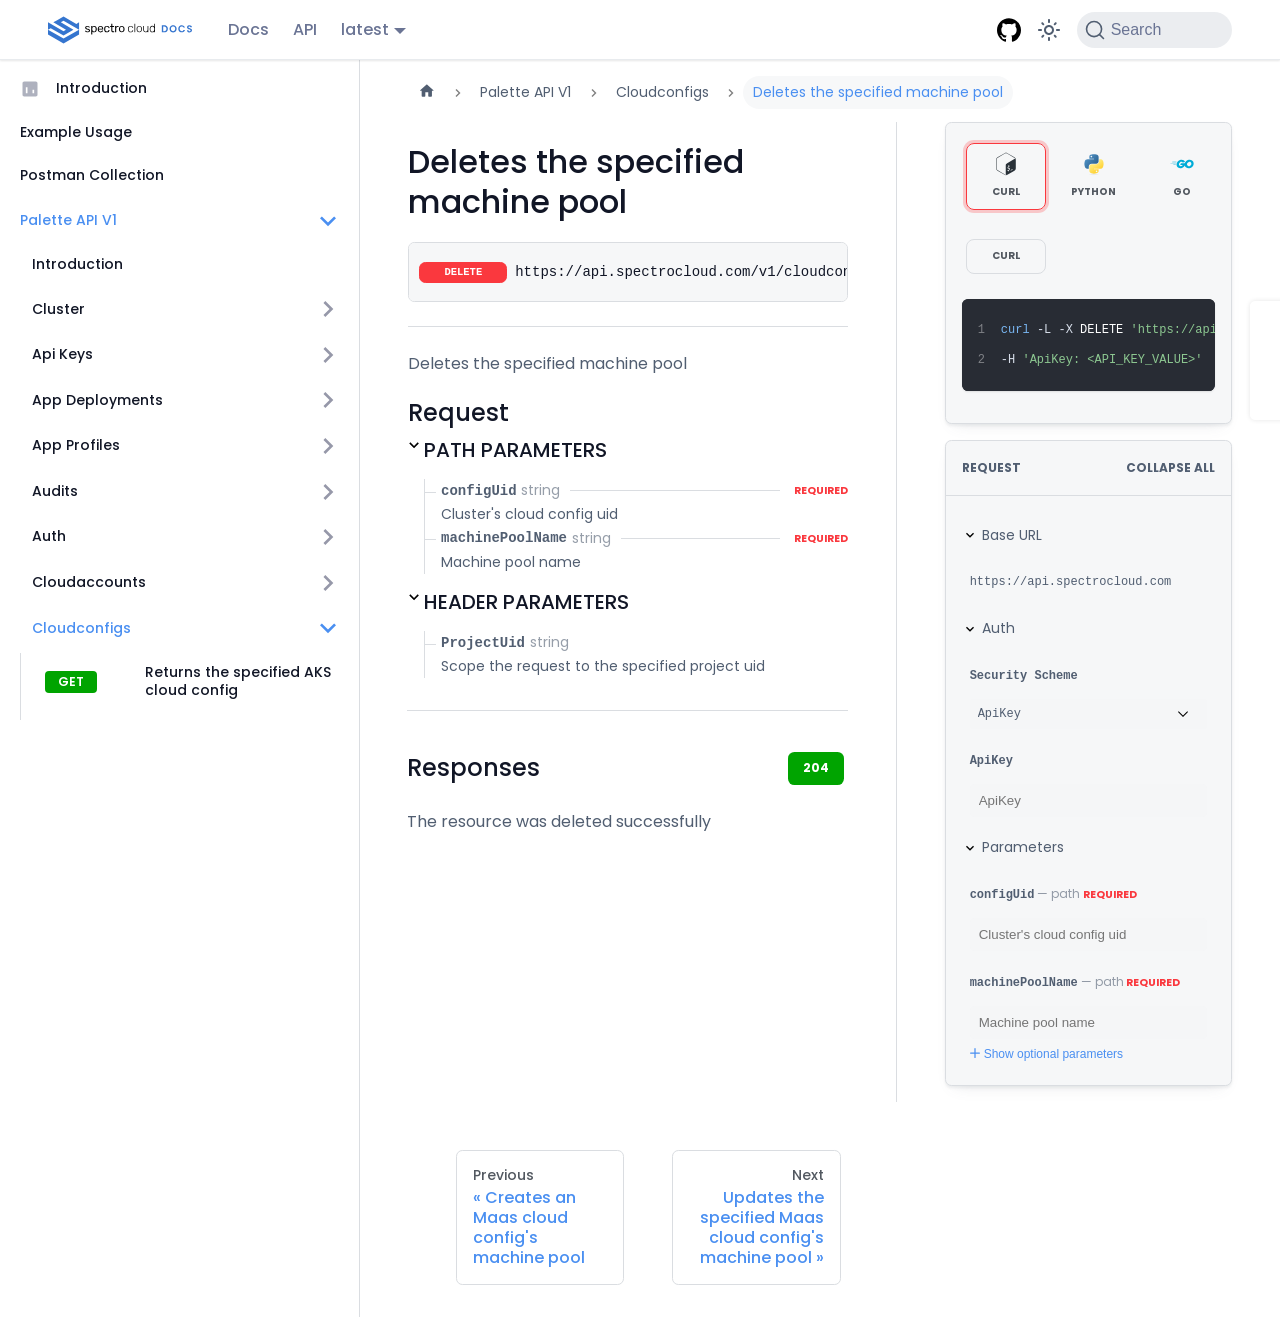 spectro cloud DOCS
Docs API latest
Search
Introduction
Example Usage
Postman Collection
Palette API V1
Introduction
Cluster
Api Keys
App Deployments
App Profiles
Audits
Auth
Cloudaccounts
Cloudconfigs
GET Returns the specified AKS
cloud config
Palette API V1 Cloudconfigs Deletes the specified machine pool
Deletes the specified
machine pool
DELETE https://api.spectrocloud.com/v1/cloudcon
Deletes the specified machine pool
Request
PATH PARAMETERS
configUid string REQUIRED
Cluster's cloud config uid
machinePoolName string REQUIRED
Machine pool name
HEADER PARAMETERS
ProjectUid string
Scope the request to the specified project uid
Responses 204
The resource was deleted successfully
Previous
« Creates an
Maas cloud
config's
machine pool
Next
Updates the
specified Maas
cloud config's
machine pool »
CURL PYTHON GO
CURL
1 curl -L -X DELETE 'https://api
2 -H 'ApiKey: <API_KEY_VALUE>'
REQUEST COLLAPSE ALL
Base URL
https://api.spectrocloud.com
Auth
Security Scheme
ApiKey
ApiKey
ApiKey
Parameters
configUid — path REQUIRED
Cluster's cloud config uid
machinePoolName — path REQUIRED
Machine pool name
Show optional parameters